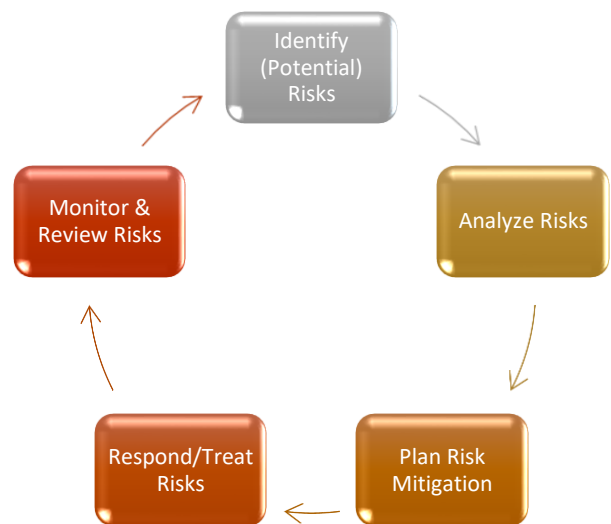 Identify
(Potential)
Risks
Analyze Risks
Plan Risk
Mitigation
Respond/Treat
Risks
Monitor &
Review Risks